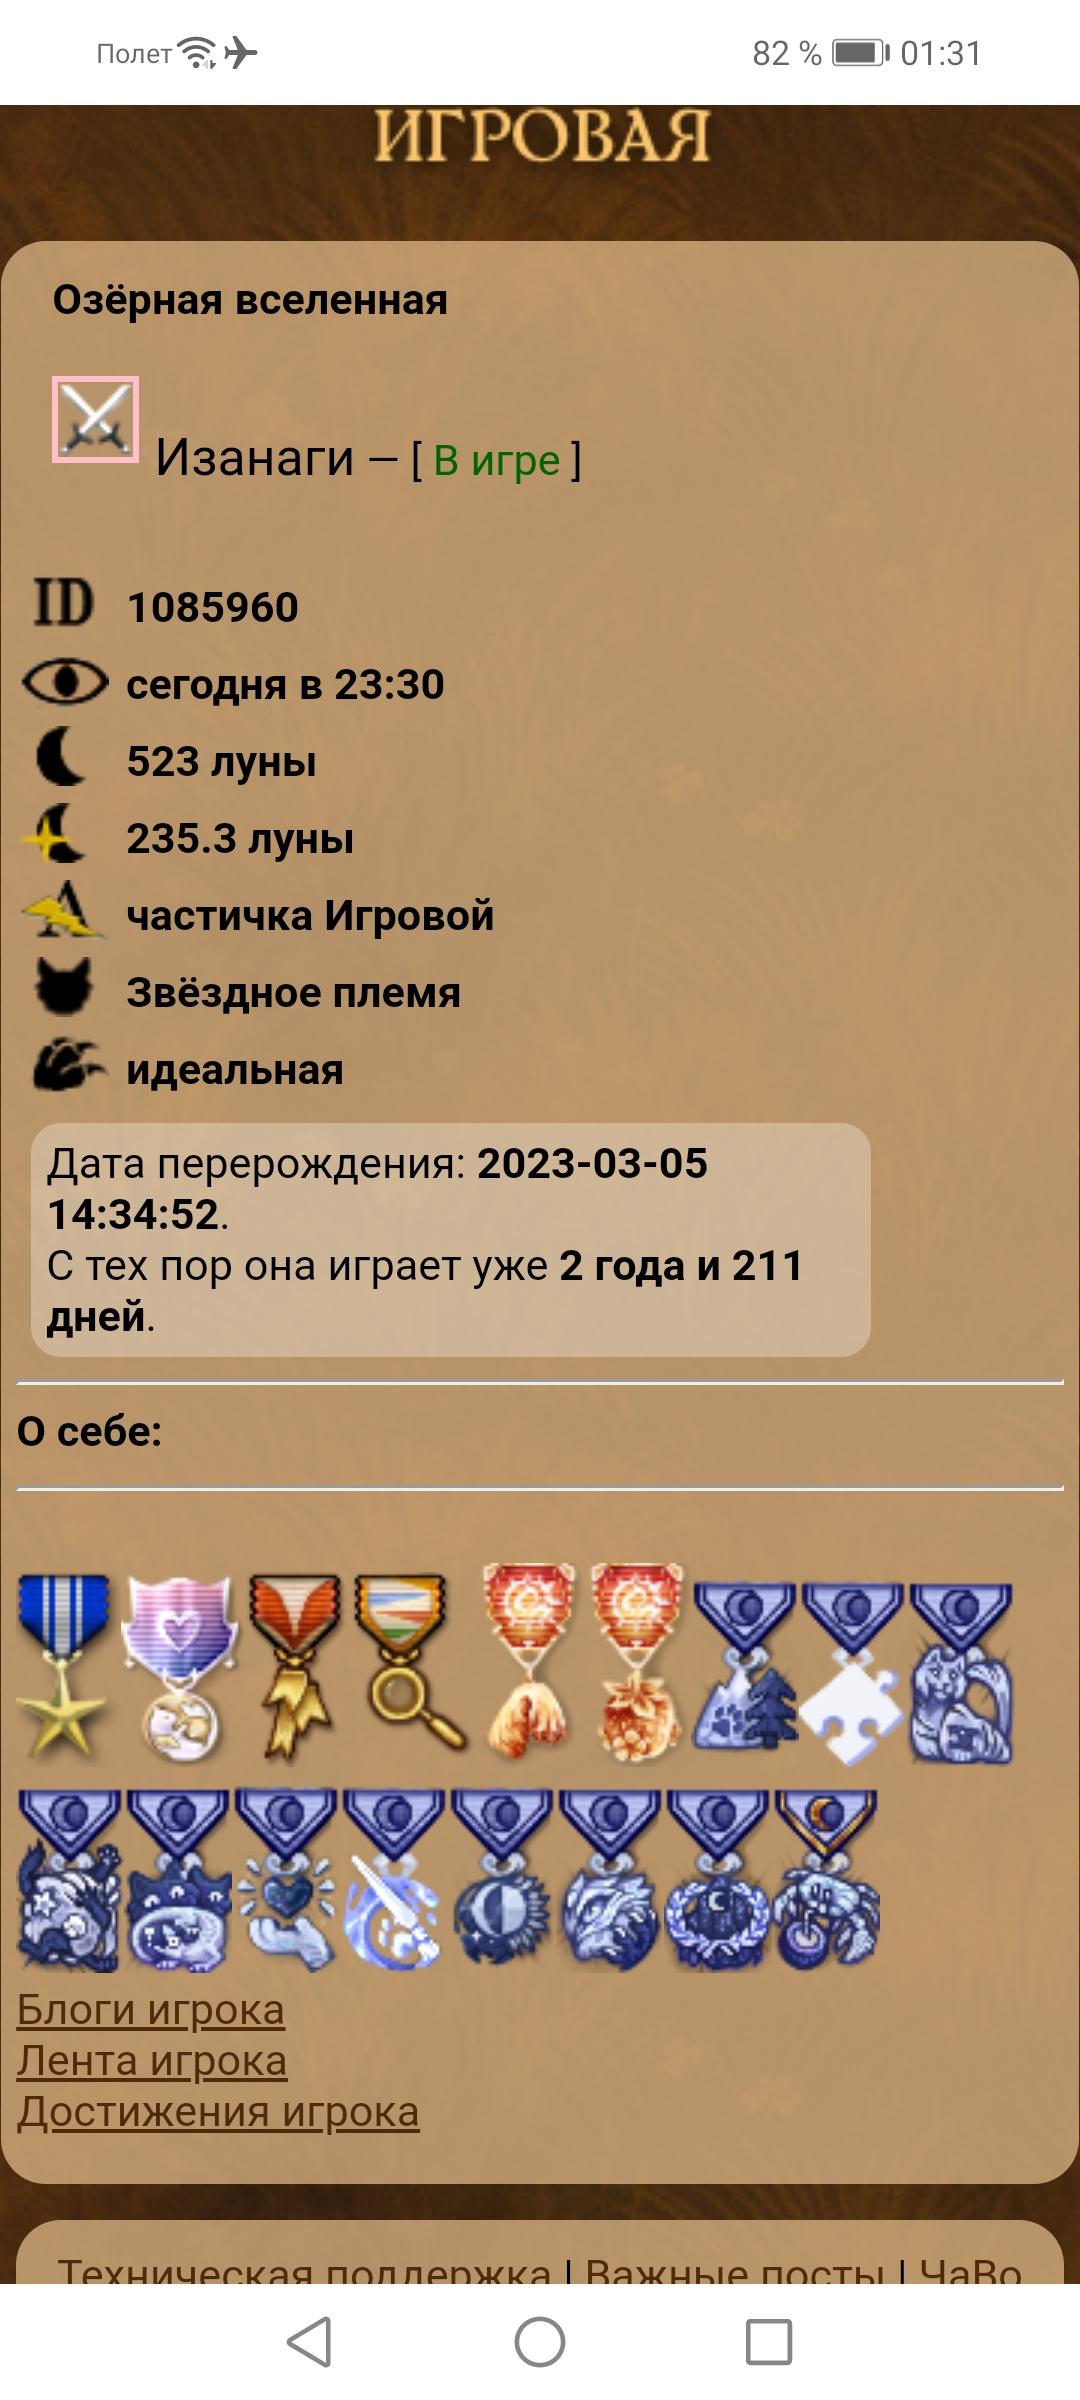 Полет
82 % 01:31
ИГРОВАЯ
Озёрная вселенная
Изанаги – [ В игре ]
ID 1085960
сегодня в 23:30
523 луны
235.3 луны
частичка Игровой
Звёздное племя
идеальная
Дата перерождения: 2023-03-05
14:34:52.
С тех пор она играет уже 2 года и 211
дней.
О себе:
Блоги игрока
Лента игрока
Достижения игрока
Техническая поддержка | Важные посты | ЧаВо